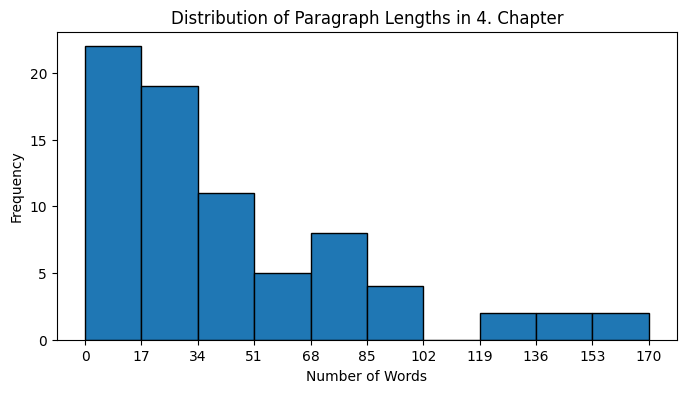 Distribution of Paragraph Lengths in 4. Chapter
Frequency
20
15
10
5
0
0 17 34 51 68 85 102 119 136 153 170
Number of Words